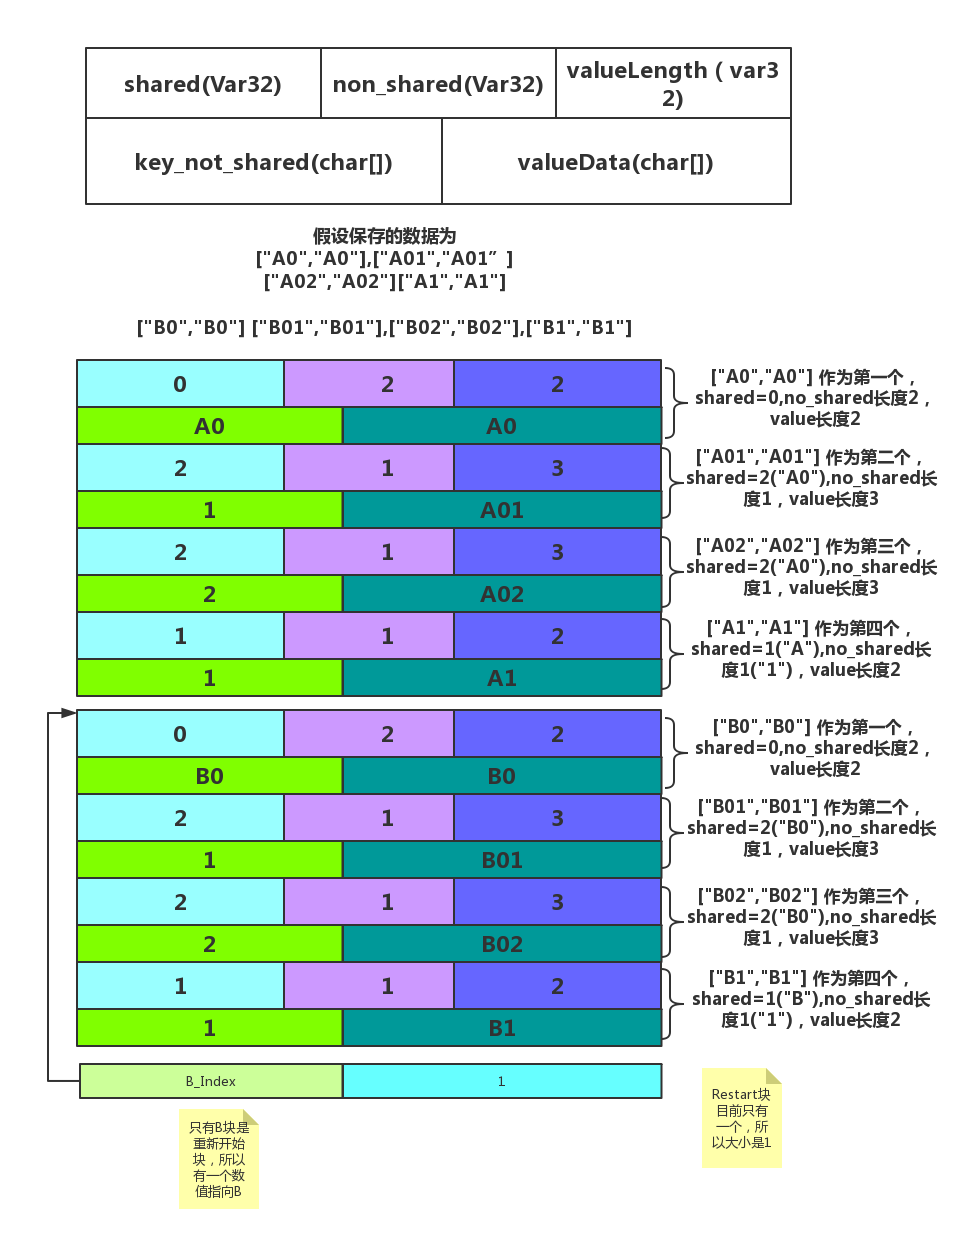 shared(Var32)
non_shared(Var32)
valueLength ( var3
2)
key_not_shared(char[])
valueData(char[])
假设保存的数据为
["A0","A0"],["A01","A01” ]
["A02","A02"]["A1","A1"]
["B0","B0"] ["B01","B01"],["B02","B02"],["B1","B1"]
0
2
2
["A0","A0"] 作为第一个，
shared=0,no_shared长度2，
value长度2
A0
A0
2
1
3
["A01","A01"] 作为第二个，
shared=2("A0"),no_shared长
度1，value长度3
1
A01
2
1
3
["A02","A02"] 作为第三个，
shared=2("A0"),no_shared长
度1，value长度3
2
A02
1
1
2
["A1","A1"] 作为第四个，
shared=1("A"),no_shared长
度1("1")，value长度2
1
A1
0
2
2
["B0","B0"] 作为第一个，
shared=0,no_shared长度2，
value长度2
B0
B0
2
1
3
["B01","B01"] 作为第二个，
shared=2("B0"),no_shared长
度1，value长度3
1
B01
2
1
3
["B02","B02"] 作为第三个，
shared=2("B0"),no_shared长
度1，value长度3
2
B02
1
1
2
["B1","B1"] 作为第四个，
shared=1("B"),no_shared长
度1("1")，value长度2
1
B1
B_Index
1
Restart块
目前只有
一个，所
以大小是1
只有B块是
重新开始
块，所以
有一个数
值指向B